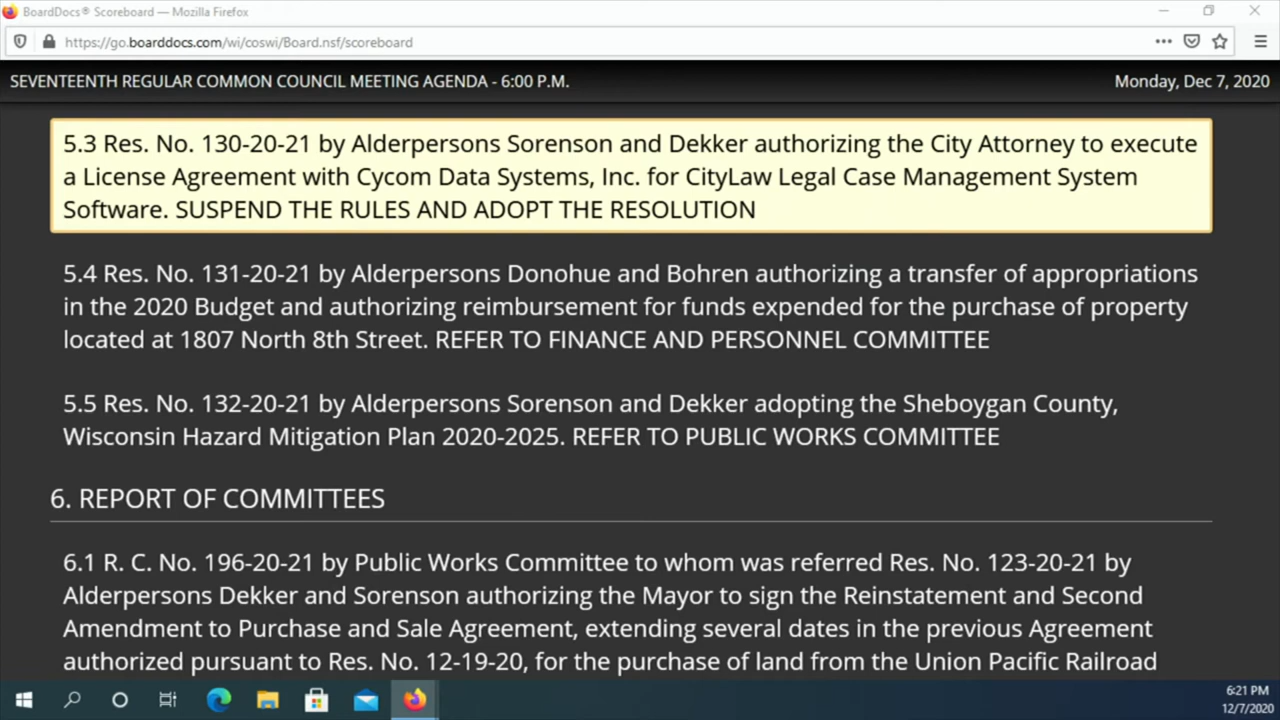 BoardDocs® Scoreboard — Mozilla Firefox
https://go.boarddocs.com/wi/coswi/Board.nsf/scoreboard
SEVENTEENTH REGULAR COMMON COUNCIL MEETING AGENDA - 6:00 P.M.
Monday, Dec 7, 2020
5.3 Res. No. 130-20-21 by Alderpersons Sorenson and Dekker authorizing the City Attorney to execute
a License Agreement with Cycom Data Systems, Inc. for CityLaw Legal Case Management System
Software. SUSPEND THE RULES AND ADOPT THE RESOLUTION
5.4 Res. No. 131-20-21 by Alderpersons Donohue and Bohren authorizing a transfer of appropriations
in the 2020 Budget and authorizing reimbursement for funds expended for the purchase of property
located at 1807 North 8th Street. REFER TO FINANCE AND PERSONNEL COMMITTEE
5.5 Res. No. 132-20-21 by Alderpersons Sorenson and Dekker adopting the Sheboygan County,
Wisconsin Hazard Mitigation Plan 2020-2025. REFER TO PUBLIC WORKS COMMITTEE
6. REPORT OF COMMITTEES
6.1 R. C. No. 196-20-21 by Public Works Committee to whom was referred Res. No. 123-20-21 by
Alderpersons Dekker and Sorenson authorizing the Mayor to sign the Reinstatement and Second
Amendment to Purchase and Sale Agreement, extending several dates in the previous Agreement
authorized pursuant to Res. No. 12-19-20, for the purchase of land from the Union Pacific Railroad
6:21 PM
12/7/2020